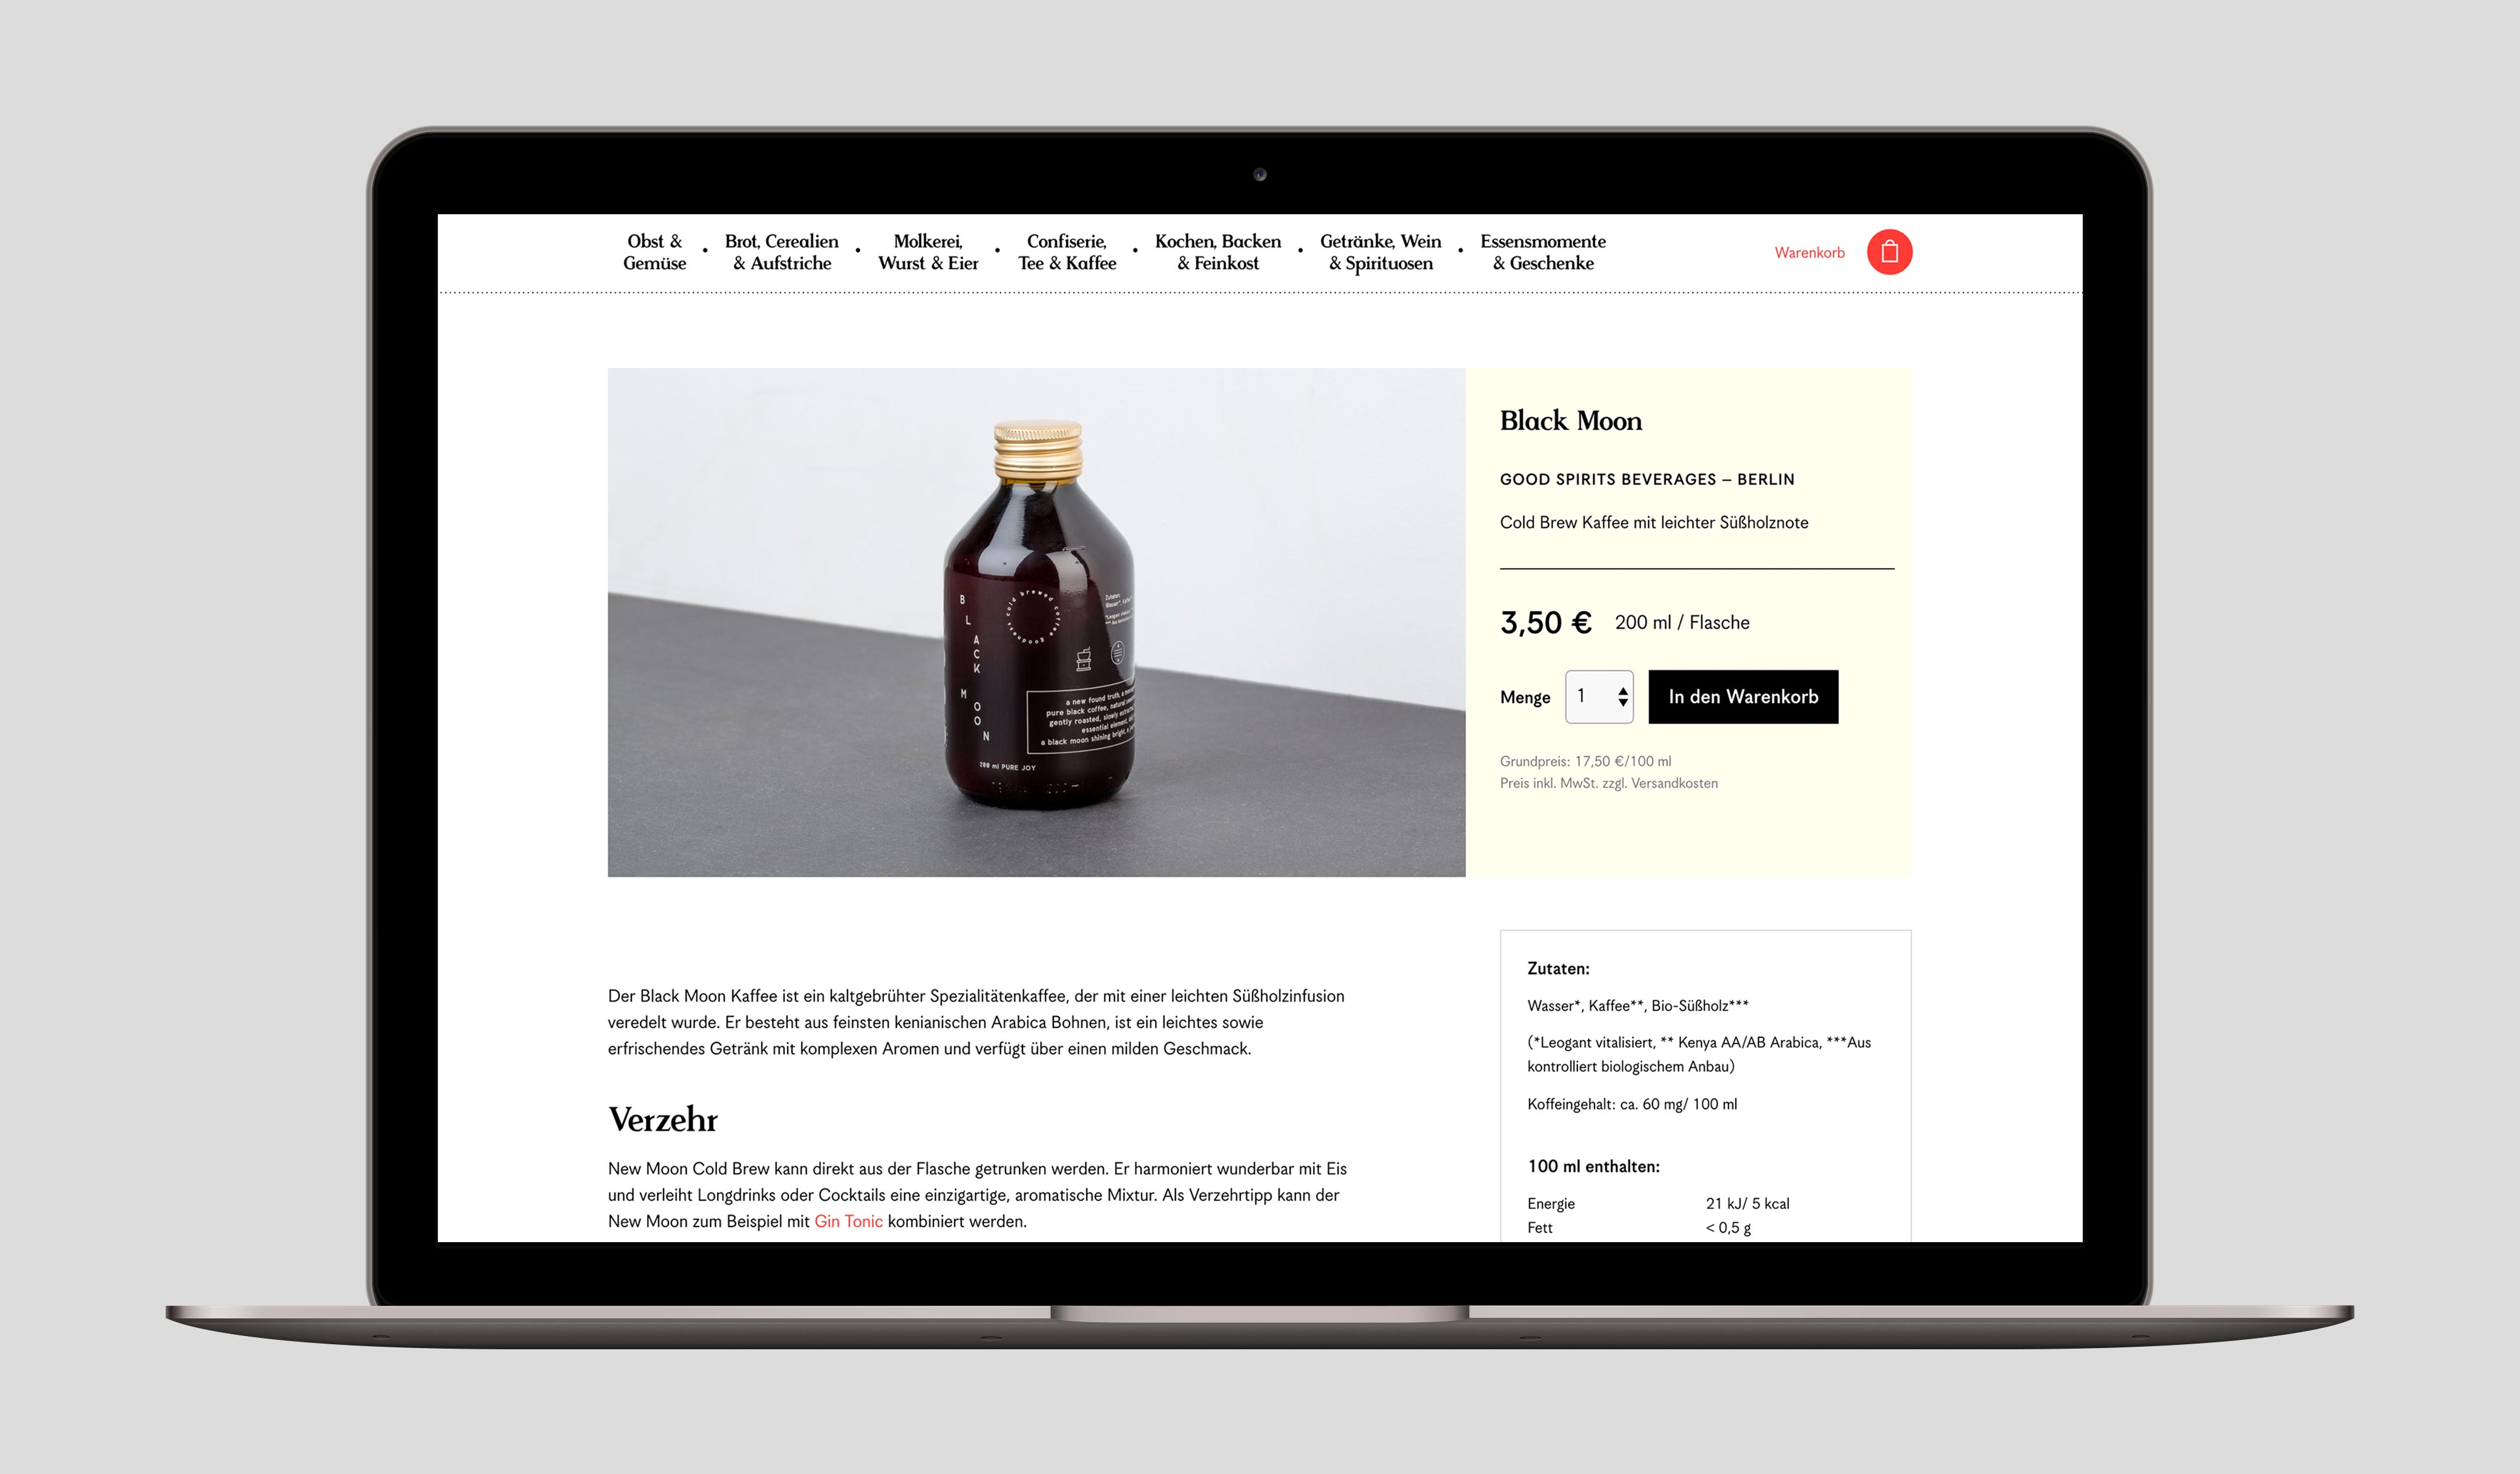 Obst &
Gemüse
Brot, Cerealien
& Aufstriche
Molkerei,
Wurst & Eier
Confiserie,
Tee & Kaffee
Kochen, Backen
& Feinkost
Getränke, Wein
& Spirituosen
Essensmomente
& Geschenke
Warenkorb
BLACK MOON
cold brewed coffee
goodness
Zutaten:
a new found truth, a
pure black coffee, natural
gently roasted, slowly
essential
a black moon shining bright,
200 ml PURE JOY
Black Moon
GOOD SPIRITS BEVERAGES – BERLIN
Cold Brew Kaffee mit leichter Süßholznote
3,50 € 200 ml / Flasche
Menge 1 In den Warenkorb
Grundpreis: 17,50 €/100 ml
Preis inkl. MwSt. zzgl. Versandkosten
Der Black Moon Kaffee ist ein kaltgebrühter Spezialitätenkaffee, der mit einer leichten Süßholzinfusion
veredelt wurde. Er besteht aus feinsten kenianischen Arabica Bohnen, ist ein leichtes sowie
erfrischendes Getränk mit komplexen Aromen und verfügt über einen milden Geschmack.
Verzehr
New Moon Cold Brew kann direkt aus der Flasche getrunken werden. Er harmoniert wunderbar mit Eis
und verleiht Longdrinks oder Cocktails eine einzigartige, aromatische Mixtur. Als Verzehrtipp kann der
New Moon zum Beispiel mit Gin Tonic kombiniert werden.
Zutaten:
Wasser*, Kaffee**, Bio-Süßholz***
(*Leogant vitalisiert, ** Kenya AA/AB Arabica, ***Aus
kontrolliert biologischem Anbau)
Koffeingehalt: ca. 60 mg/ 100 ml
100 ml enthalten:
Energie 21 kJ/ 5 kcal
Fett < 0,5 g